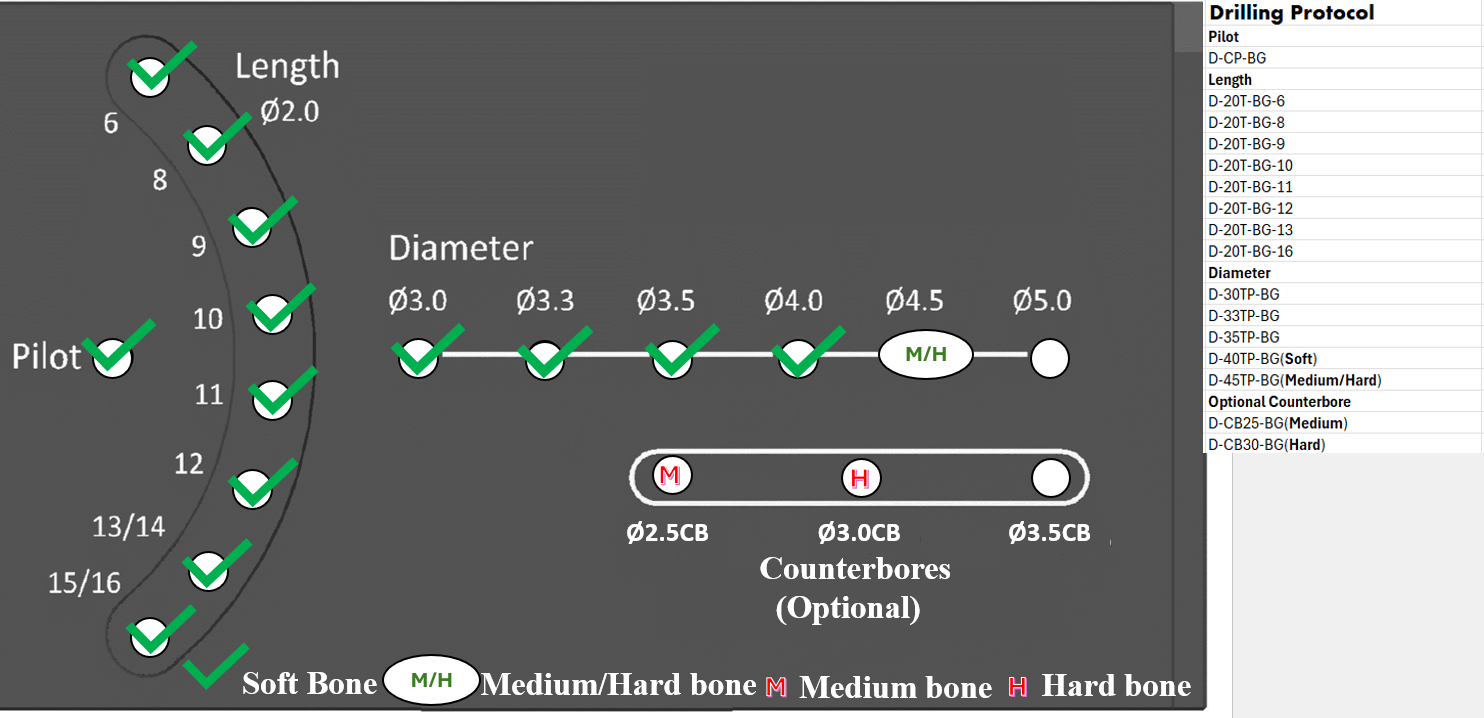 Length
Ø2.0
6
8
9
10
Pilot
11
12
13/14
15/16
Diameter
Ø3.0 Ø3.3 Ø3.5 Ø4.0 Ø4.5 Ø5.0
M/H
M H
Ø2.5CB Ø3.0CB Ø3.5CB
Counterbores
(Optional)
Soft Bone M/H Medium/Hard bone M Medium bone H Hard bone
Drilling Protocol
Pilot
D-CP-BG
Length
D-20T-BG-6
D-20T-BG-8
D-20T-BG-9
D-20T-BG-10
D-20T-BG-11
D-20T-BG-12
D-20T-BG-13
D-20T-BG-16
Diameter
D-30TP-BG
D-33TP-BG
D-35TP-BG
D-40TP-BG(Soft)
D-45TP-BG(Medium/Hard)
Optional Counterbore
D-CB25-BG(Medium)
D-CB30-BG(Hard)